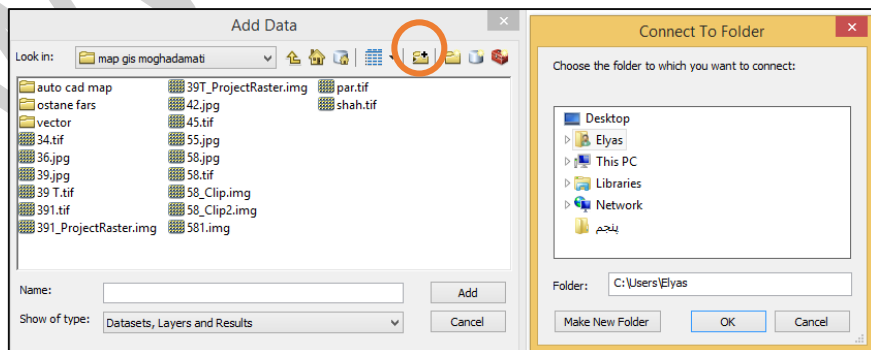 Add Data
Look in:
map gis moghadamati
auto cad map
ostane fars
vector
34.tif
36.jpg
39.jpg
39 T.tif
391.tif
391_ProjectRaster.img
39T_ProjectRaster.img
42.jpg
45.tif
55.jpg
58.jpg
58.tif
58_Clip.img
58_Clip2.img
581.img
par.tif
shah.tif
Name:
Add
Show of type:
Datasets, Layers and Results
Cancel
Connect To Folder
Choose the folder to which you want to connect:
Desktop
Elyas
This PC
Libraries
Network
پنجم
Folder:
C:\Users\Elyas
Make New Folder
OK
Cancel